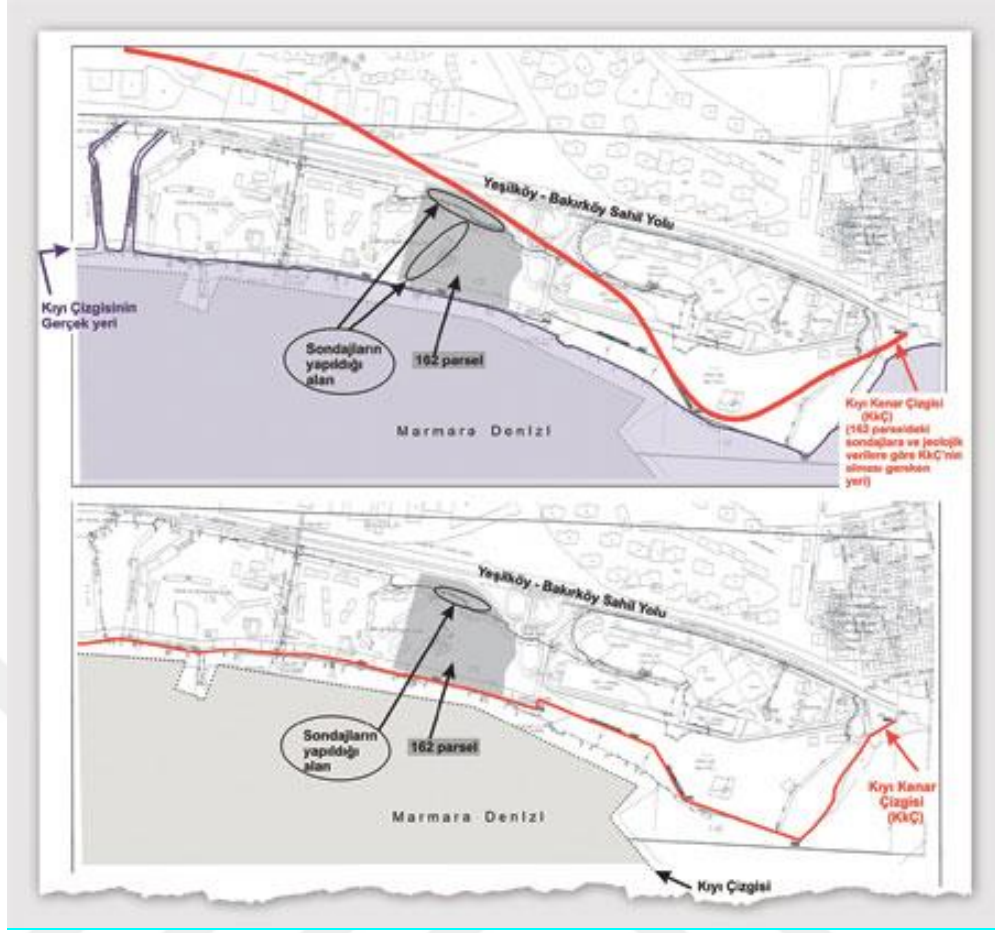 Yeşilköy - Bakırköy Sahil Yolu
Kıyı Çizgisinin
Gerçek yeri
Sondajların
yapıldığı
alan
162 parsel
Marmara Denizi
Kıyı Kenar Çizgisi
(KkÇ)
(162 parseldeki
sondajlara ve jeolojik
verilere göre KkÇ'nin
olması gereken
yeri)
Yeşilköy - Bakırköy Sahil Yolu
Sondajların
yapıldığı
alan
162 parsel
Kıyı Kenar
Çizgisi
(KkÇ)
Marmara Denizi
Kıyı Çizgisi